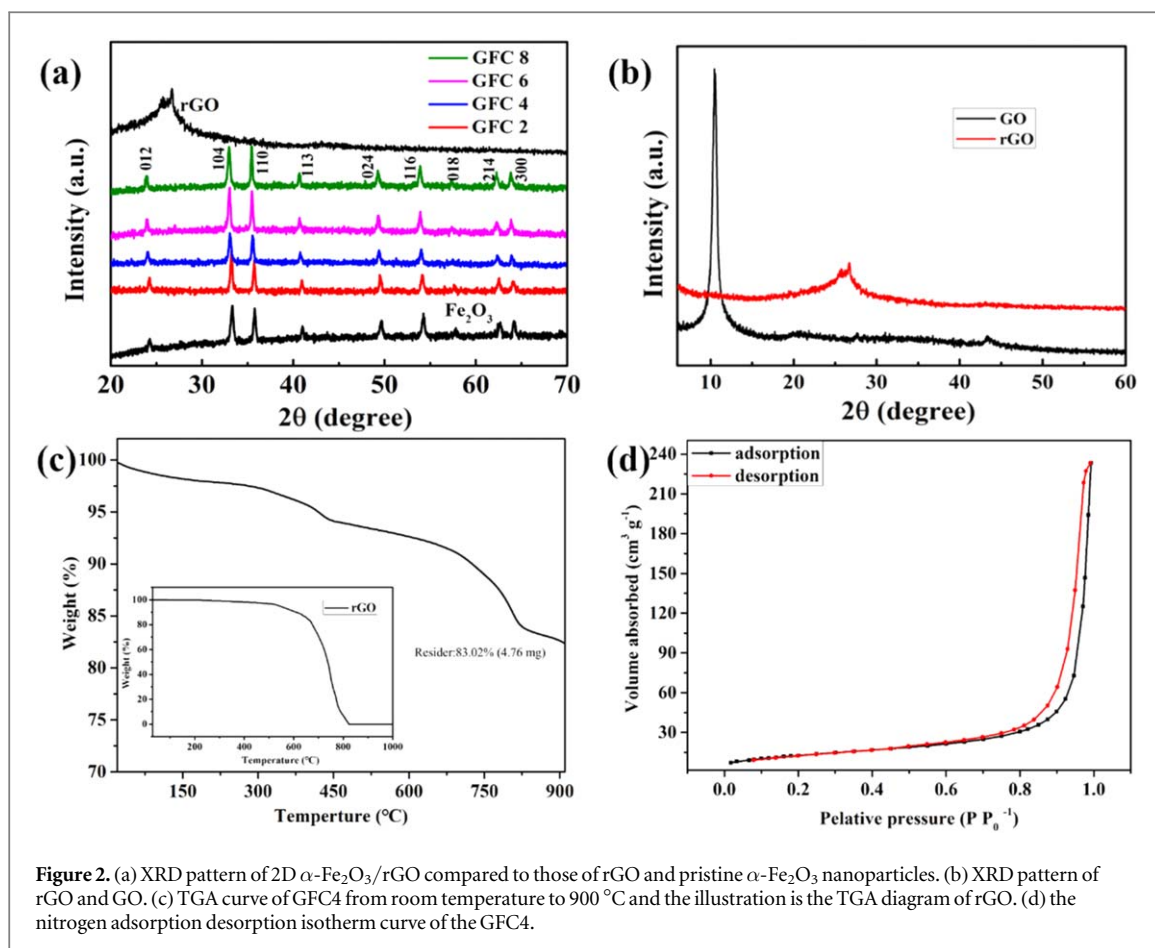 (a)
GFC 8
GFC 6
GFC 4
GFC 2
rGO
012
104
110
113
024
116
018
214
300
Fe₂O₃
Intensity (a.u.)
20 30 40 50 60 70
2θ (degree)
(b)
GO
rGO
Intensity
10 20 30 40 50 60
2θ (degree)
(c)
100
95
90
85
80
75
70
Weight (%)
100
80
60
40
20
0
Weight (%)
rGO
200 400 600 800 1000
Temperature (°C)
Resider:83.02% (4.76 mg)
150 300 450 600 750 900
Temperture (°C)
(d)
adsorption
desorption
240
210
180
150
120
90
60
30
Volume absorbed (cm³ g⁻¹)
0.0 0.2 0.4 0.6 0.8 1.0
Pelative pressure (P P₀⁻¹)
Figure 2. (a) XRD pattern of 2D α-Fe₂O₃/rGO compared to those of rGO and pristine α-Fe₂O₃ nanoparticles. (b) XRD pattern of
rGO and GO. (c) TGA curve of GFC4 from room temperature to 900 °C and the illustration is the TGA diagram of rGO. (d) the
nitrogen adsorption desorption isotherm curve of the GFC4.